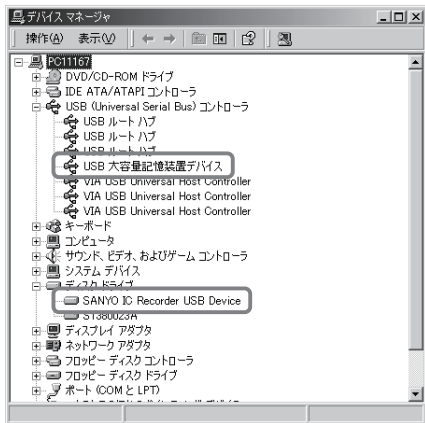 デバイス マネージャ
操作(A) 表示(V)
PC11167
DVD/CD-ROM ドライブ
IDE ATA/ATAPI コントローラ
USB (Universal Serial Bus) コントローラ
USB ルート ハブ
USB ルート ハブ
USB ルート ハブ
USB 大容量記憶装置デバイス
VIA USB Universal Host Controller
VIA USB Universal Host Controller
VIA USB Universal Host Controller
キーボード
コンピュータ
サウンド、ビデオ、およびゲーム コントローラ
システム デバイス
ディスク ドライブ
SANYO IC Recorder USB Device
ST380023A
ディスプレイ アダプタ
ネットワーク アダプタ
フロッピー ディスク コントローラ
フロッピー ディスク ドライブ
ポート (COM と LPT)